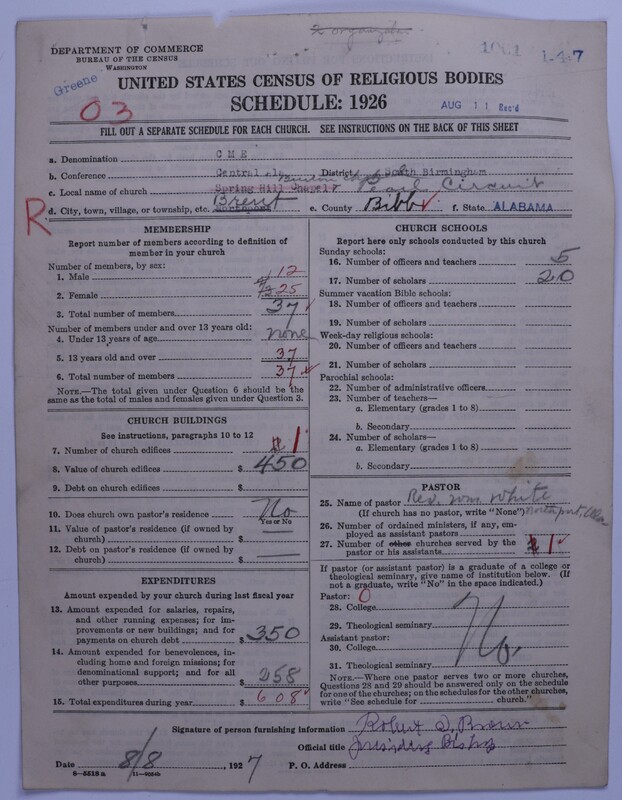 DEPARTMENT OF COMMERCE
BUREAU OF THE CENSUS
WASHINGTON
Greene
03
1-4-7
UNITED STATES CENSUS OF RELIGIOUS BODIES
SCHEDULE: 1926
AUG 11 Recd
FILL OUT A SEPARATE SCHEDULE FOR EACH CHURCH. SEE INSTRUCTIONS ON THE BACK OF THIS SHEET
a. Denomination C M E
b. Conference Central Ala District South Birmingham
c. Local name of church Spring Hill Chapel Pearl Circuit
R
d. City, town, village, or township, etc. Brent e. County Bibb f. State ALABAMA
MEMBERSHIP
Report number of members according to definition of
member in your church
Number of members, by sex:
1. Male 12
2. Female 25
3. Total number of members 37
Number of members under and over 13 years old:
4. Under 13 years of age none
5. 13 years old and over 37
6. Total number of members 37
NOTE.—The total given under Question 6 should be the
same as the total of males and females given under Question 3.
CHURCH BUILDINGS
See instructions, paragraphs 10 to 12
7. Number of church edifices 1
8. Value of church edifices $ 450
9. Debt on church edifices $
10. Does church own pastor's residence No
Yes or No
11. Value of pastor's residence (if owned by
church) $
12. Debt on pastor's residence (if owned by
church) $
EXPENDITURES
Amount expended by your church during last fiscal year
13. Amount expended for salaries, repairs,
and other running expenses; for im-
provements or new buildings; and for
payments on church debt $ 350
14. Amount expended for benevolences, in-
cluding home and foreign missions; for
denominational support; and for all
other purposes $ 258
15. Total expenditures during year $ 608
CHURCH SCHOOLS
Report here only schools conducted by this church
Sunday schools:
16. Number of officers and teachers 5
17. Number of scholars 20
Summer vacation Bible schools:
18. Number of officers and teachers
19. Number of scholars
Week-day religious schools:
20. Number of officers and teachers
21. Number of scholars
Parochial schools:
22. Number of administrative officers
23. Number of teachers—
a. Elementary (grades 1 to 8)
b. Secondary
24. Number of scholars—
a. Elementary (grades 1 to 8)
b. Secondary
PASTOR
25. Name of pastor Rev. Wm. White
(If church has no pastor, write "None") Northport, Ala
26. Number of ordained ministers, if any, em-
ployed as assistant pastors
27. Number of other churches served by the
pastor or his assistants 1
If pastor (or assistant pastor) is a graduate of a college or
theological seminary, give name of institution below. (If
not a graduate, write "No" in the space indicated.)
Pastor: 0
28. College
29. Theological seminary No.
Assistant pastor:
30. College
31. Theological seminary
NOTE.—Where one pastor serves two or more churches,
Questions 28 and 29 should be answered only on the schedule
for one of the churches; on the schedules for the other churches,
write "See schedule for church."
Signature of person furnishing information Robert D. Brown
Official title Presiding Bishop
Date 8/8, 1927 P. O. Address
8—5518 a